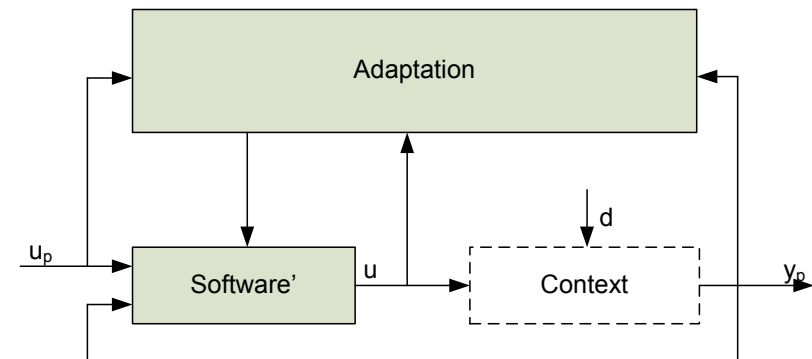 Adaptation
d
uₚ
u
yₚ
Software’
Context